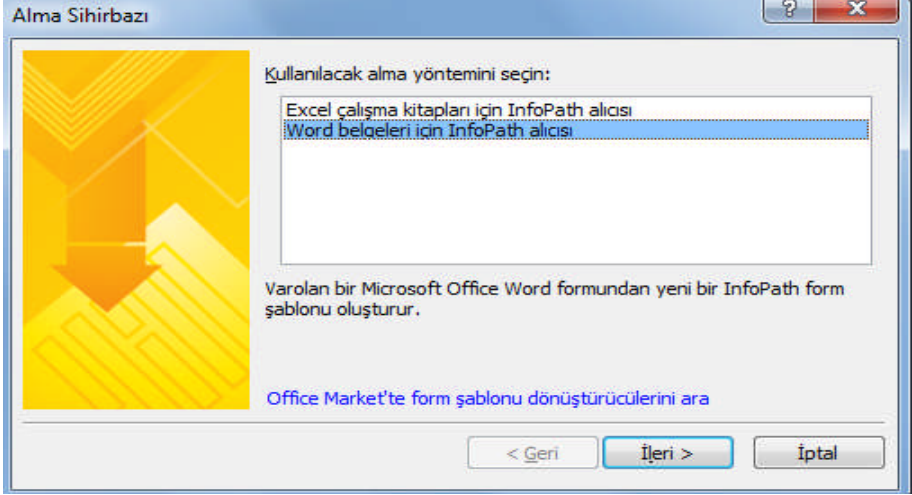 Alma Sihirbazı
Kullanılacak alma yöntemini seçin:
Excel çalışma kitapları için InfoPath alıcısı
Word belgeleri için InfoPath alıcısı
Varolan bir Microsoft Office Word formundan yeni bir InfoPath form
şablonu oluşturur.
Office Market'te form şablonu dönüştürücülerini ara
< Geri
İleri >
İptal